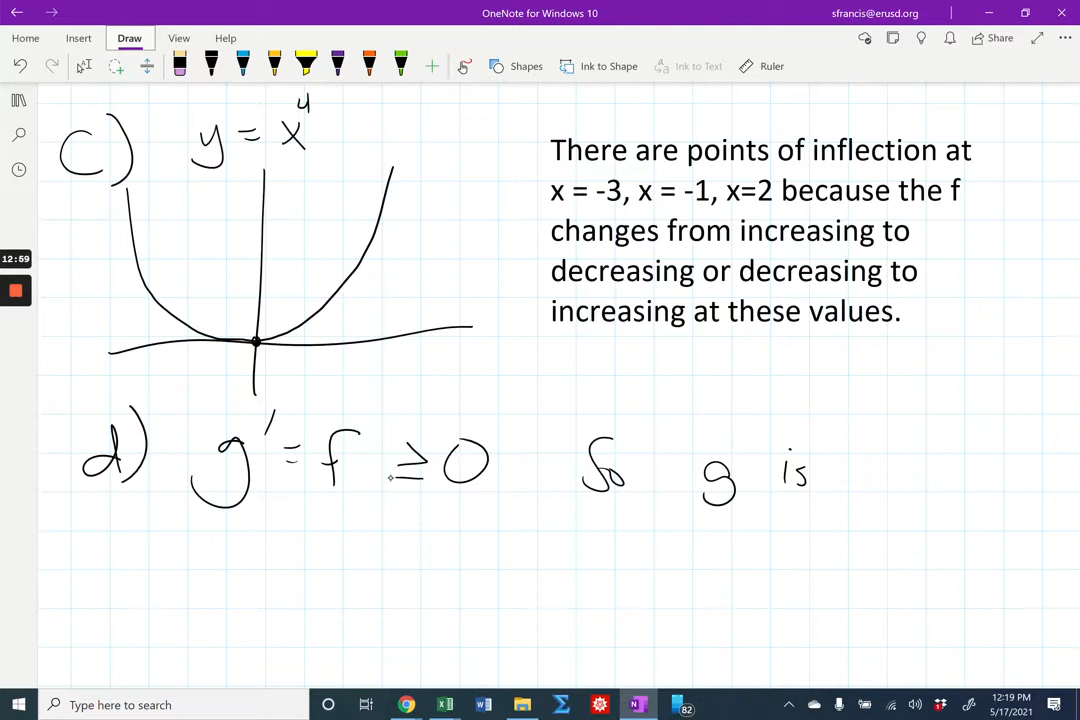 OneNote for Windows 10
sfrancis@erusd.org
Home Insert Draw View Help
Share
Shapes Ink to Shape Ink to Text Ruler
c) y = x⁴
There are points of inflection at
x = -3, x = -1, x=2 because the f
changes from increasing to
decreasing or decreasing to
increasing at these values.
12:59
d) g' = f ≥ 0 So g is
Type here to search
82
12:19 PM
5/17/2021